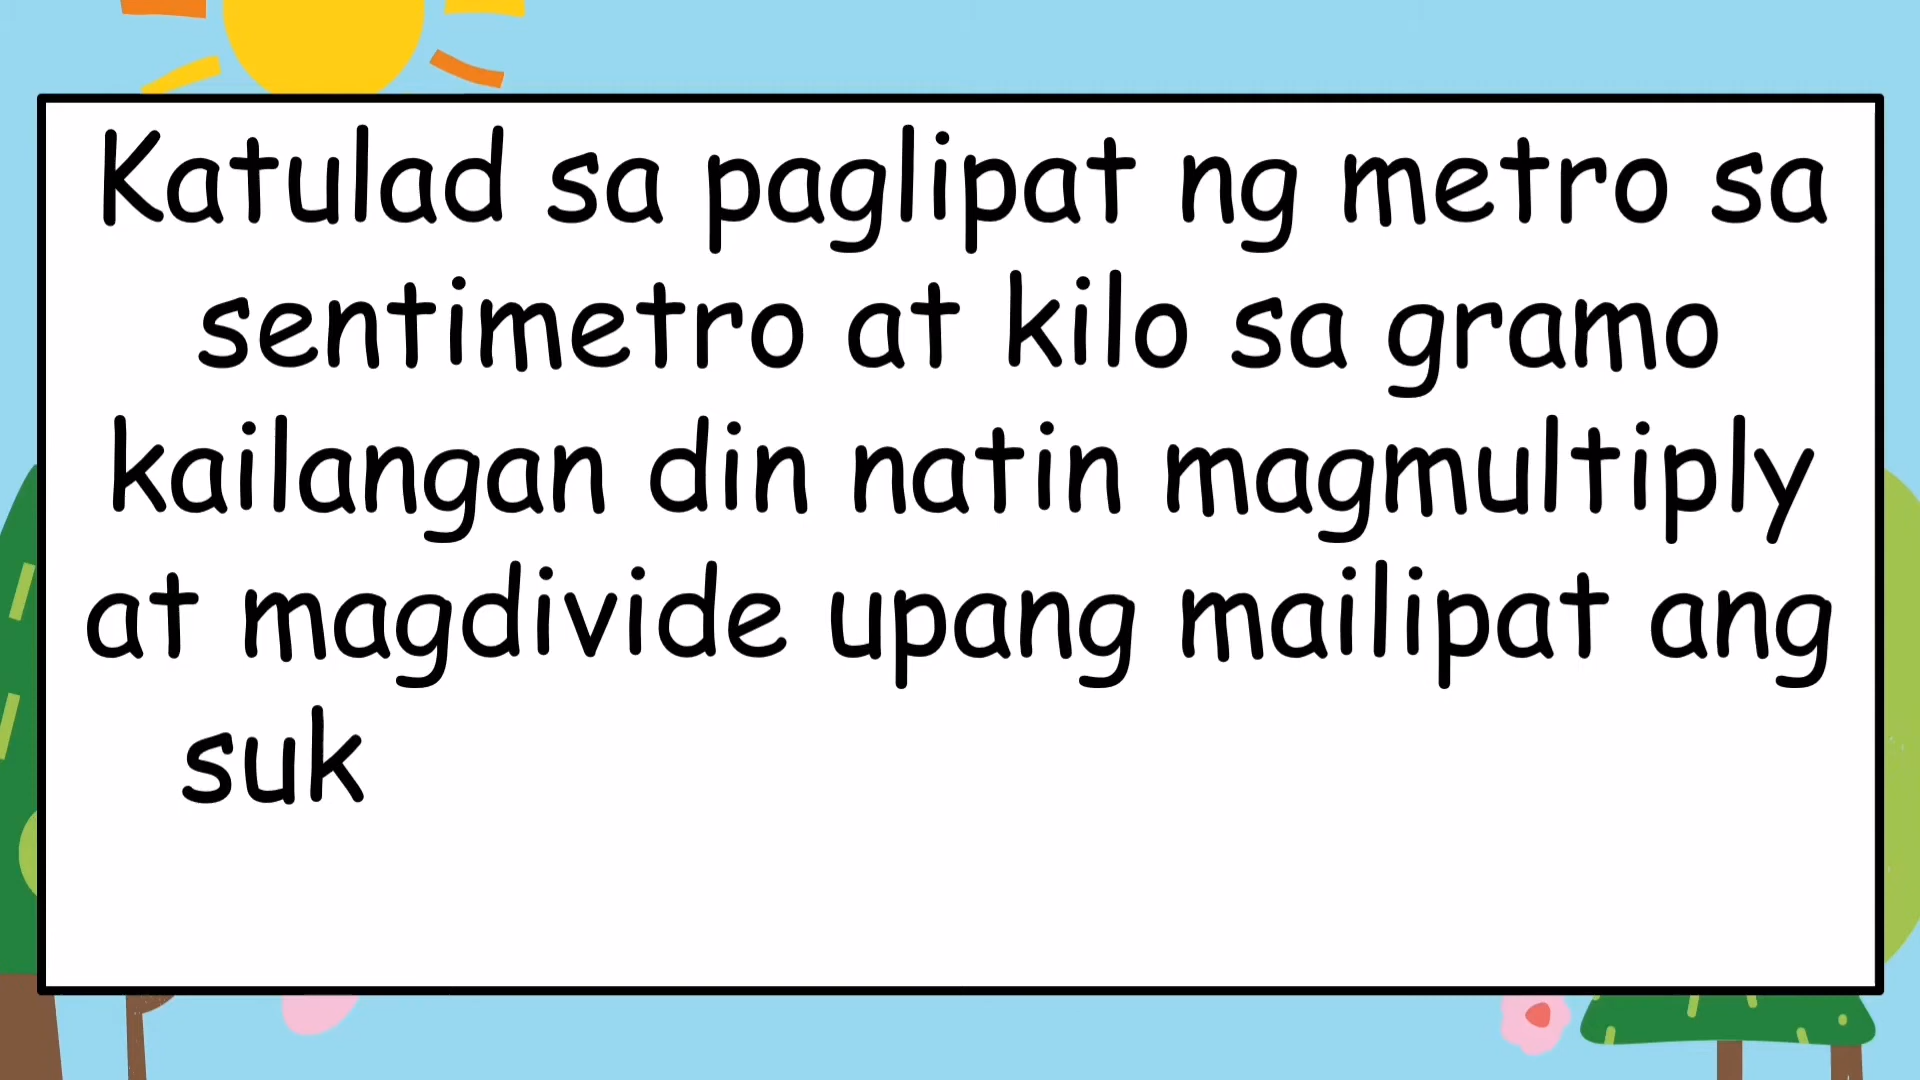 Katulad sa paglipat ng metro sa
sentimetro at kilo sa gramo
kailangan din natin magmultiply
at magdivide upang mailipat ang
suk